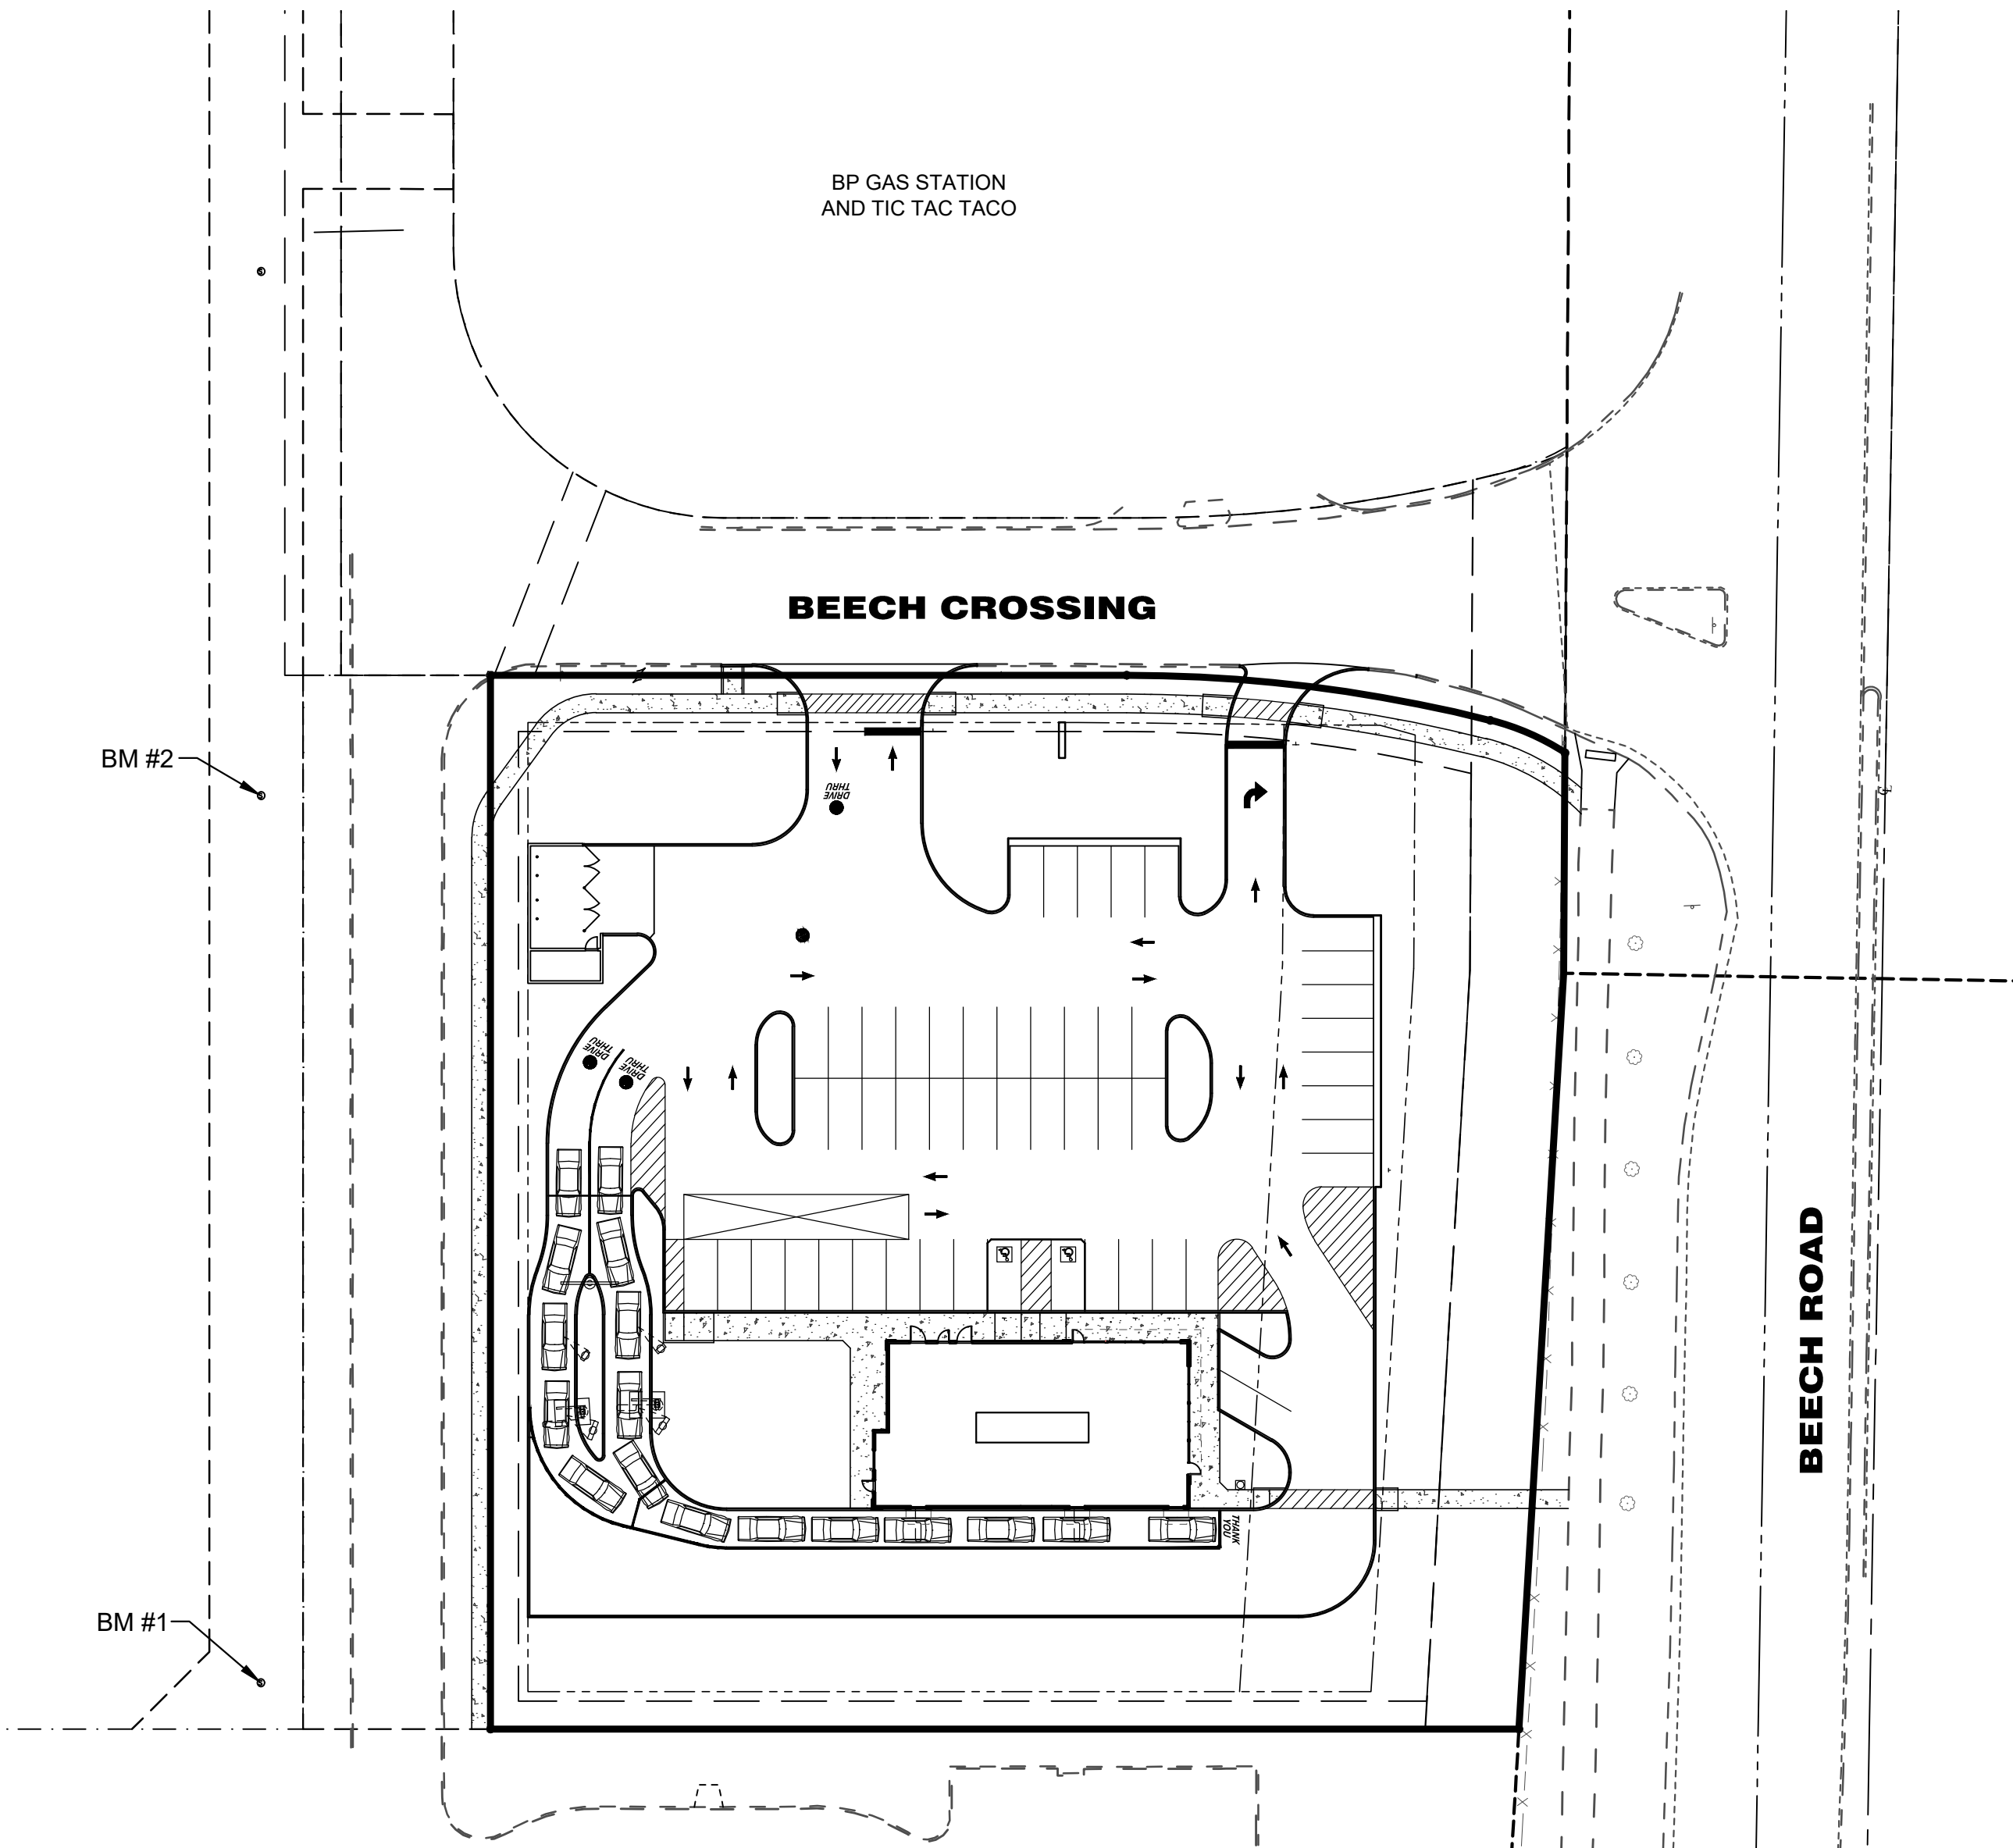 BP GAS STATION
AND TIC TAC TACO
BEECH CROSSING
BM #2
DRIVE
THRU
DRIVE
THRU
DRIVE
THRU
BEECH ROAD
THANK
YOU
BM #1